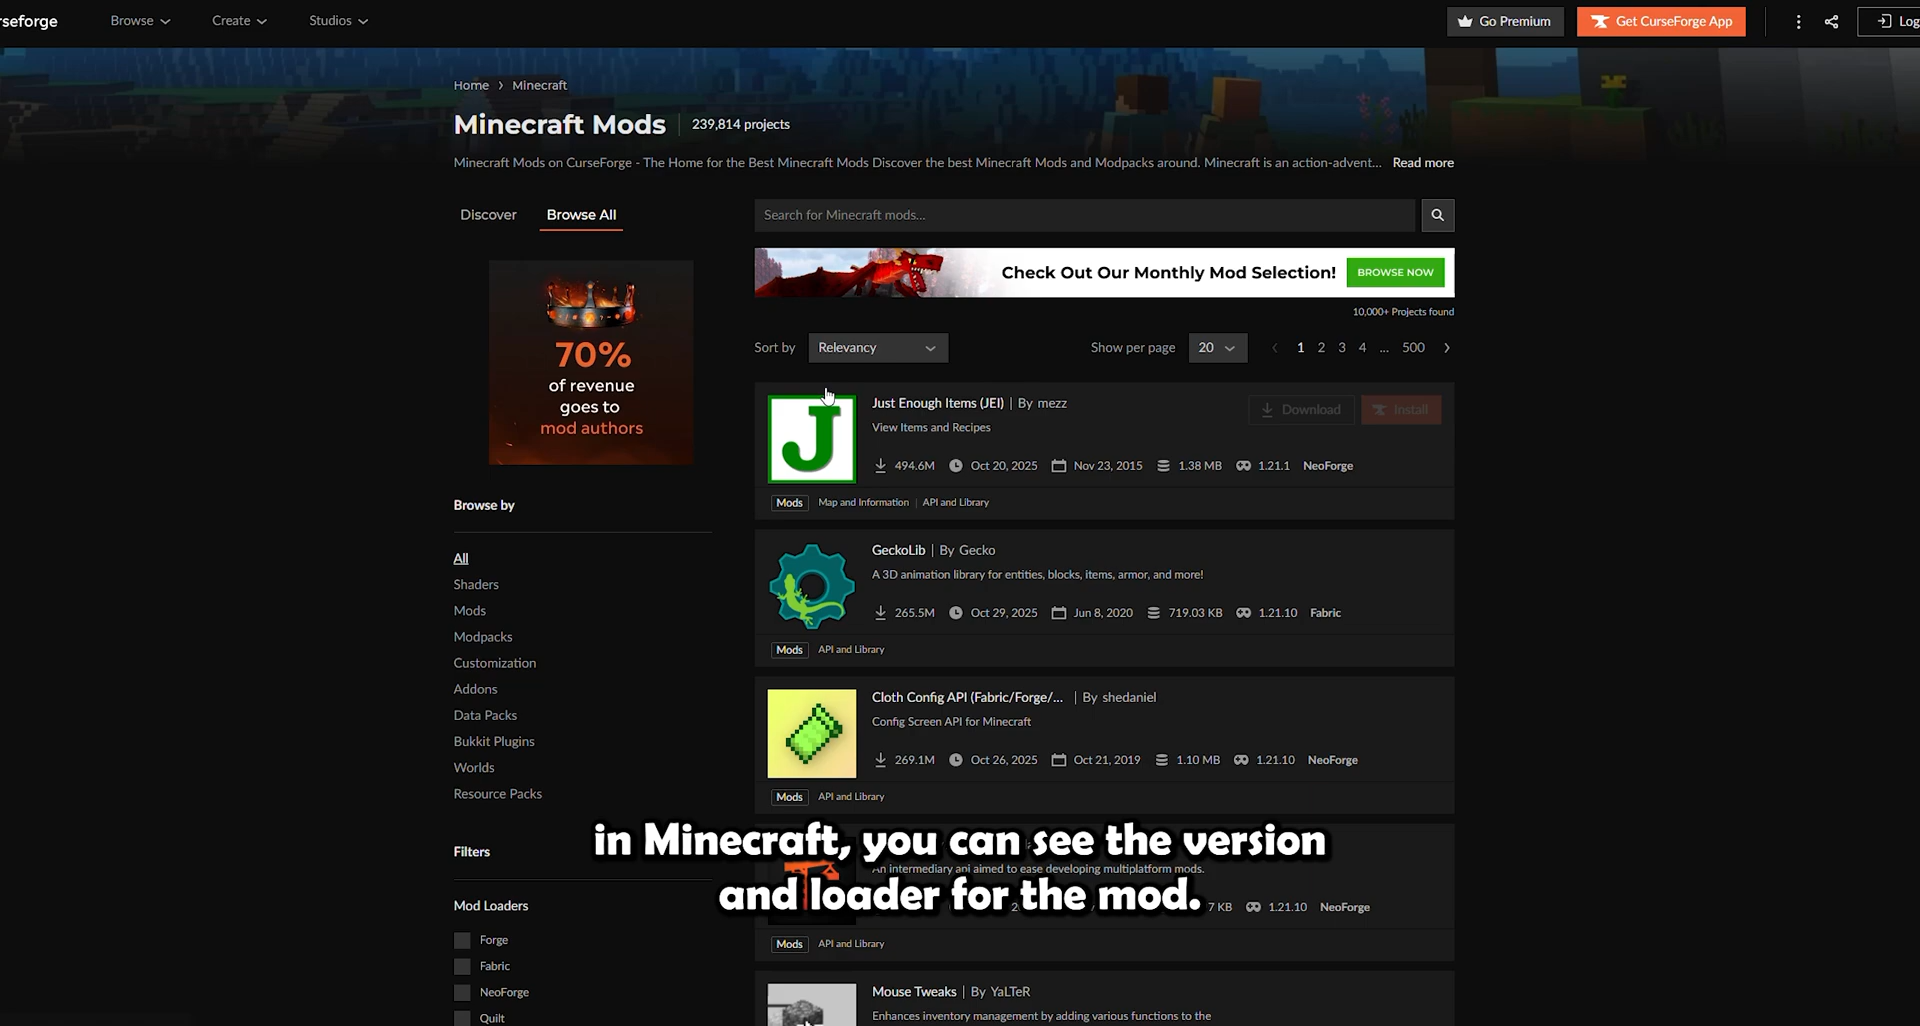 rseforge
Browse
Create
Studios
Go Premium
Get CurseForge App
Log
Home > Minecraft
Minecraft Mods
239,814 projects
Minecraft Mods on CurseForge - The Home for the Best Minecraft Mods Discover the best Minecraft Mods and Modpacks around. Minecraft is an action-advent... Read more
Discover
Browse All
Search for Minecraft mods...
70%
of revenue
goes to
mod authors
Check Out Our Monthly Mod Selection!
BROWSE NOW
10,000+ Projects found
Sort by
Relevancy
Show per page
20
1 2 3 4 ... 500
Just Enough Items (JEI) | By mezz
Download
Install
View Items and Recipes
494.6M Oct 20, 2025 Nov 23, 2015 1.38 MB 1.21.1 NeoForge
Mods Map and Information | API and Library
GeckoLib | By Gecko
A 3D animation library for entities, blocks, items, armor, and more!
265.5M Oct 29, 2025 Jun 8, 2020 719.03 KB 1.21.10 Fabric
Mods API and Library
Cloth Config API (Fabric/Forge/... | By shedaniel
Config Screen API for Minecraft
269.1M Oct 26, 2025 Oct 21, 2019 1.10 MB 1.21.10 NeoForge
Mods API and Library
An intermediary api aimed to ease developing multiplatform mods.
7 KB 1.21.10 NeoForge
Mods API and Library
Mouse Tweaks | By YaLTeR
Enhances inventory management by adding various functions to the
Browse by
All
Shaders
Mods
Modpacks
Customization
Addons
Data Packs
Bukkit Plugins
Worlds
Resource Packs
Filters
Mod Loaders
Forge
Fabric
NeoForge
Quilt
in Minecraft, you can see the version
and loader for the mod.